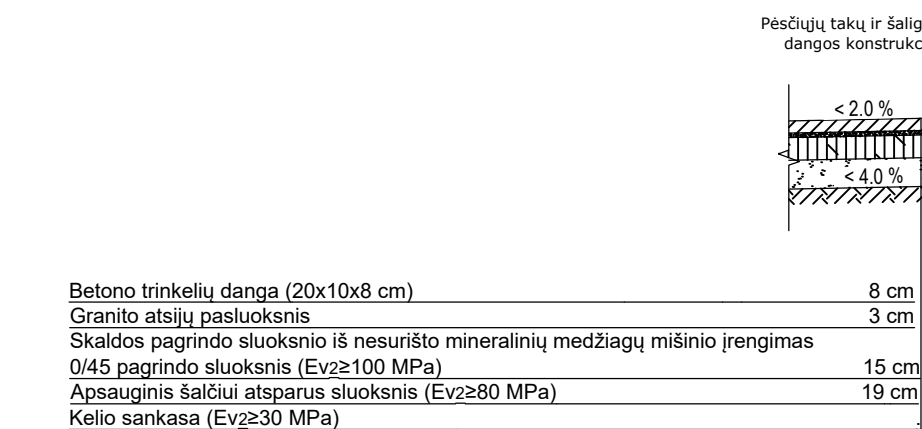 Pėsčiųjų takų ir šalig
dangos konstrukc
< 2.0 %
< 4.0 %
Betono trinkelių danga (20x10x8 cm) 8 cm
Granito atsijų pasluoksnis 3 cm
Skaldos pagrindo sluoksnio iš nesurišto mineralinių medžiagų mišinio įrengimas
0/45 pagrindo sluoksnis (Ev2≥100 MPa) 15 cm
Apsauginis šalčiui atsparus sluoksnis (Ev2≥80 MPa) 19 cm
Kelio sankasa (Ev2≥30 MPa)